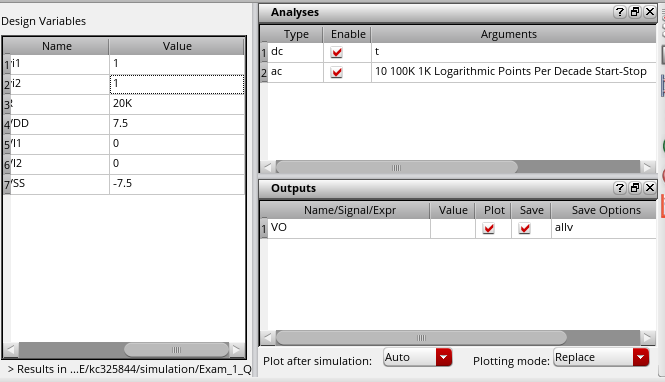 Design Variables
Name Value
1 'i1 1
2 'i2 1
3 20K
4 'DD 7.5
5 'I1 0
6 'I2 0
7 'SS -7.5
> Results in ...E/kc325844/simulation/Exam_1_Q
Analyses
Type Enable Arguments
1 dc t
2 ac 10 100K 1K Logarithmic Points Per Decade Start-Stop
Outputs
Name/Signal/Expr Value Plot Save Save Options
1 VO allv
Plot after simulation: Auto Plotting mode: Replace